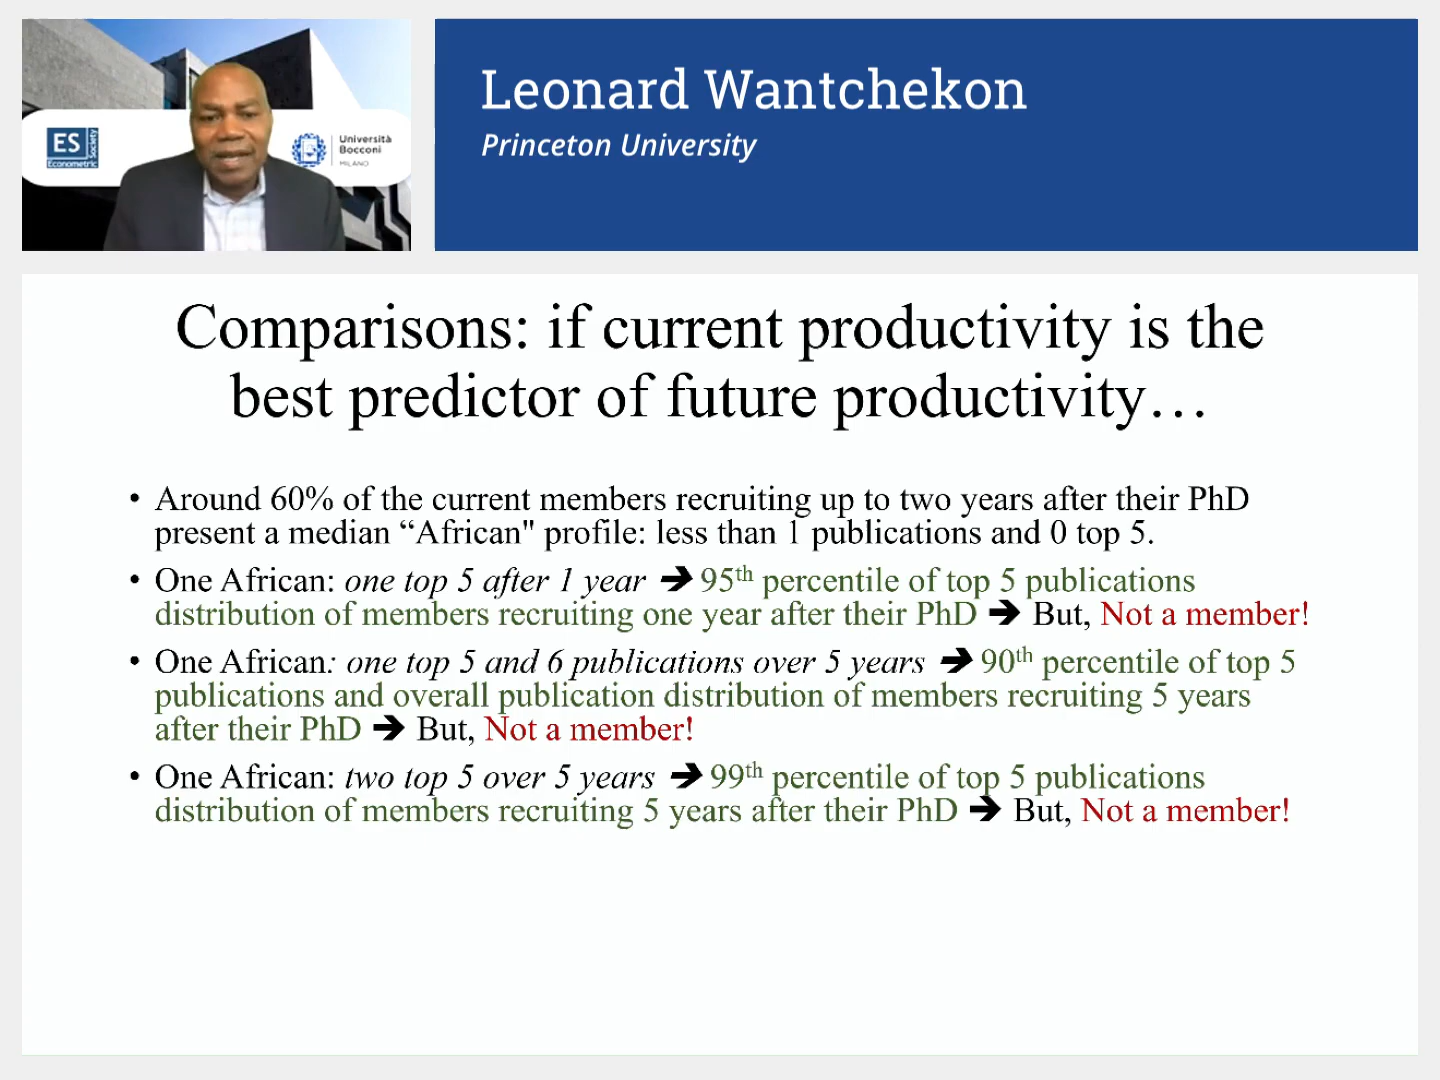 ES
Econometric
Society
Università
Bocconi
MILANO
Leonard Wantchekon
Princeton University
Comparisons: if current productivity is the
best predictor of future productivity…
• Around 60% of the current members recruiting up to two years after their PhD
present a median “African" profile: less than 1 publications and 0 top 5.
• One African: one top 5 after 1 year ➔ 95th percentile of top 5 publications
distribution of members recruiting one year after their PhD ➔ But, Not a member!
• One African: one top 5 and 6 publications over 5 years ➔ 90th percentile of top 5
publications and overall publication distribution of members recruiting 5 years
after their PhD ➔ But, Not a member!
• One African: two top 5 over 5 years ➔ 99th percentile of top 5 publications
distribution of members recruiting 5 years after their PhD ➔ But, Not a member!